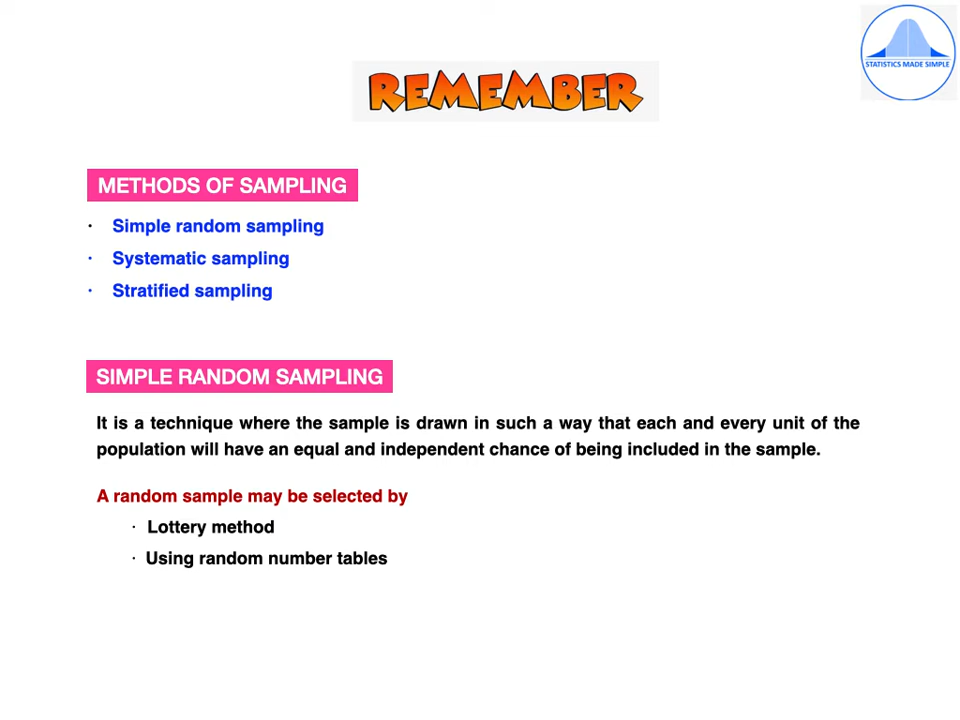 STATISTICS MADE SIMPLE
REMEMBER
METHODS OF SAMPLING
· Simple random sampling
· Systematic sampling
· Stratified sampling
SIMPLE RANDOM SAMPLING
It is a technique where the sample is drawn in such a way that each and every unit of the
population will have an equal and independent chance of being included in the sample.
A random sample may be selected by
· Lottery method
· Using random number tables